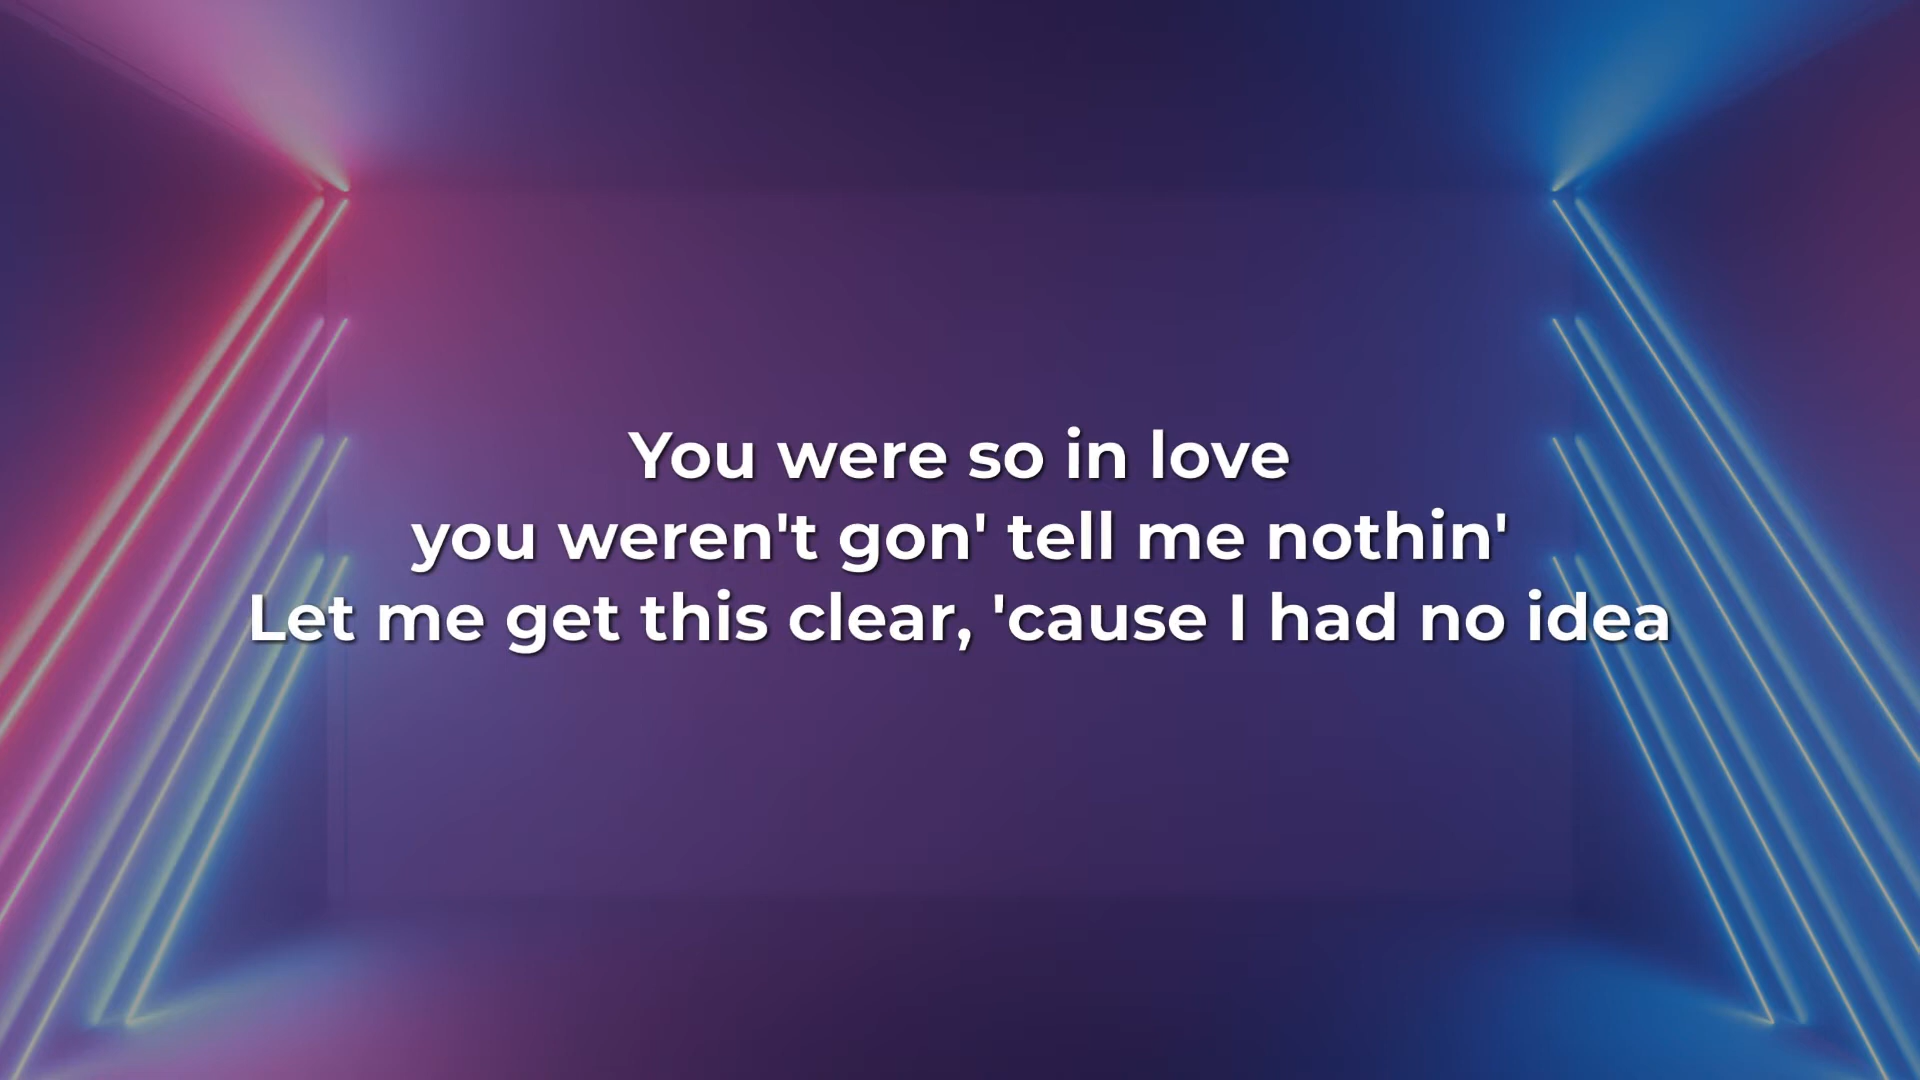 You were so in love
you weren't gon' tell me nothin'
Let me get this clear, 'cause I had no idea